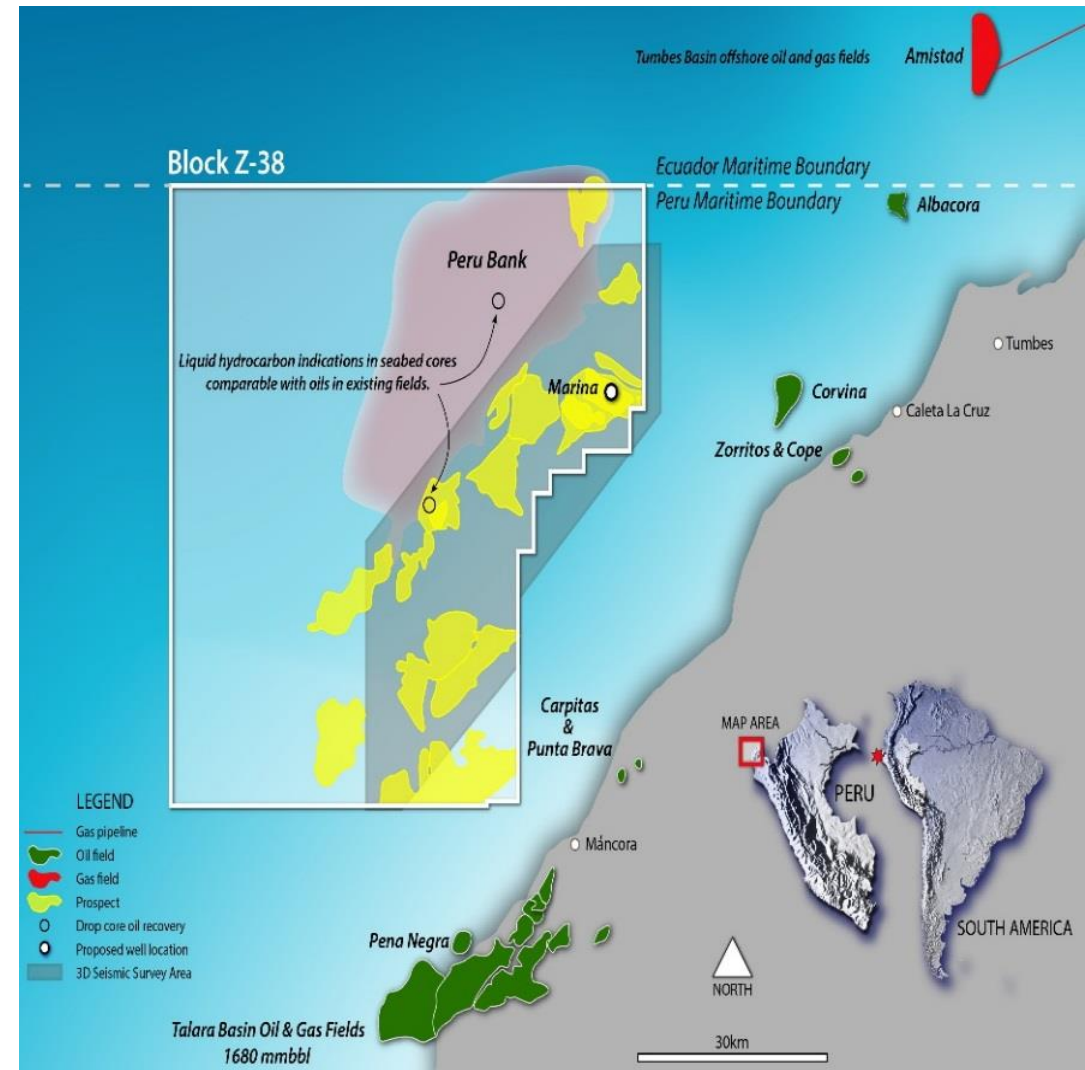 Tumbes Basin offshore oil and gas fields
Amistad
Block Z-38
Ecuador Maritime Boundary
Peru Maritime Boundary
Albacora
Peru Bank
Tumbes
Liquid hydrocarbon indications in seabed cores
comparable with oils in existing fields.
Marina
Corvina
Caleta La Cruz
Zorritos & Cope
Carpitas
&
Punta Brava
MAP AREA
PERU
SOUTH AMERICA
LEGEND
Gas pipeline
Oil field
Gas field
Prospect
Drop core oil recovery
Proposed well location
3D Seismic Survey Area
Máncora
Pena Negra
NORTH
Talara Basin Oil & Gas Fields
1680 mmbbl
30km